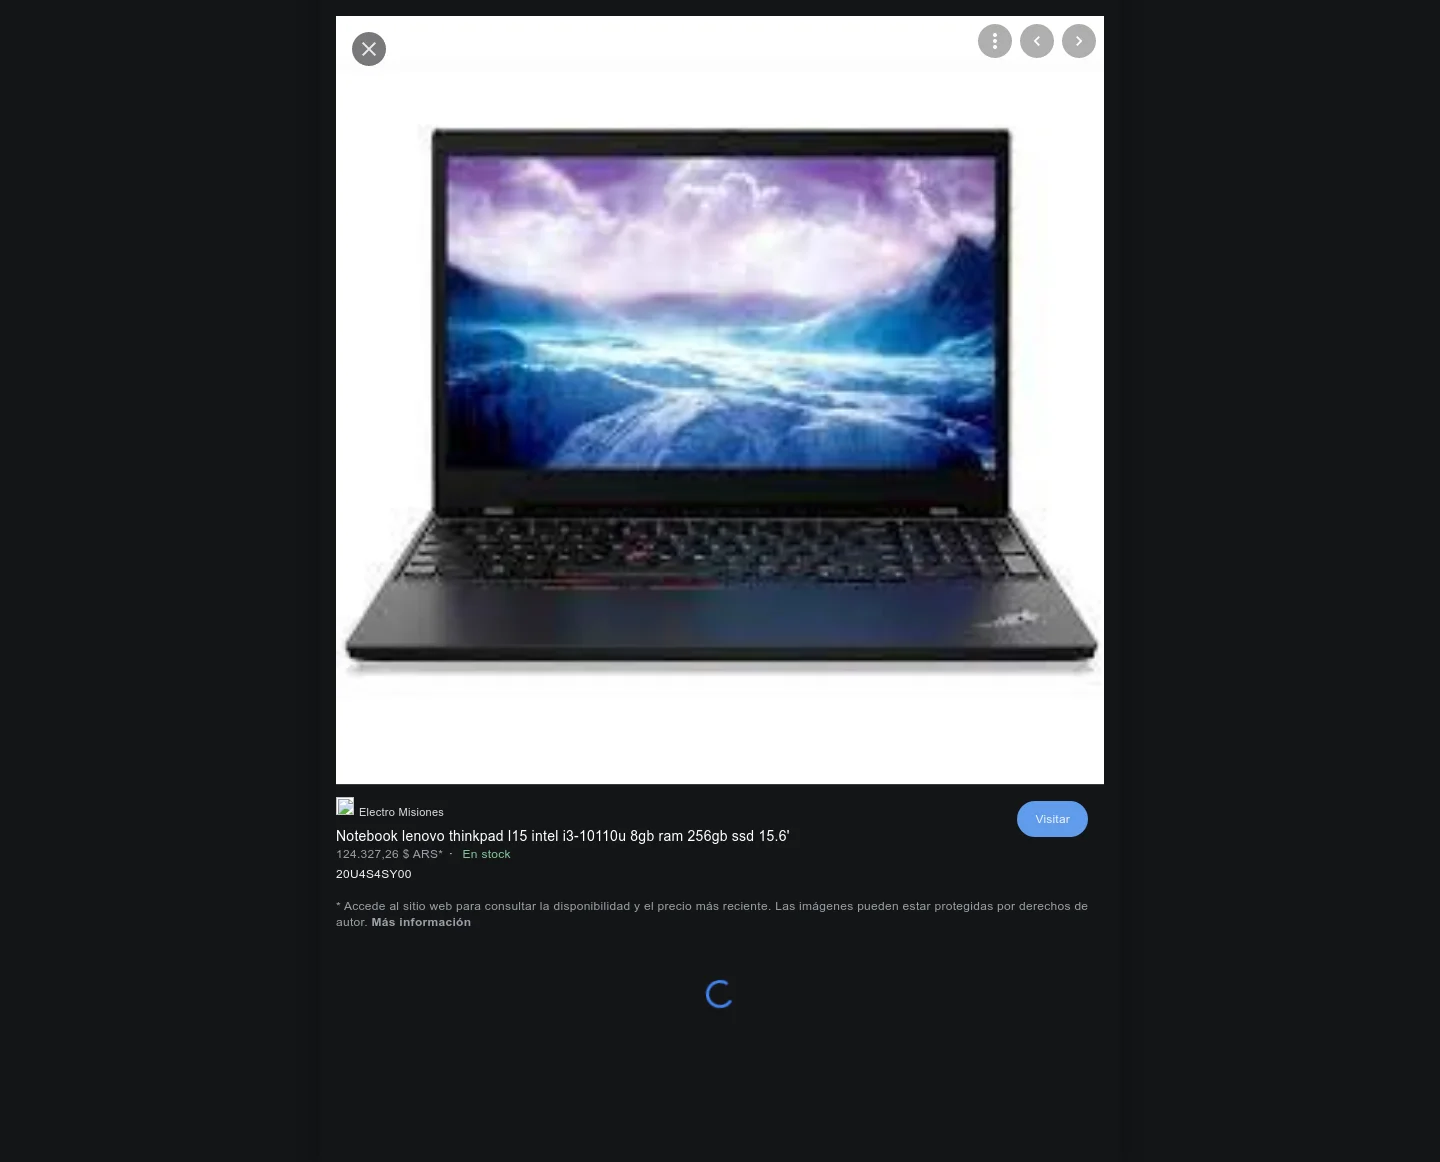 Electro Misiones
Visitar
Notebook lenovo thinkpad l15 intel i3-10110u 8gb ram 256gb ssd 15.6'
124.327,26 $ ARS* · En stock
20U4S4SY00
* Accede al sitio web para consultar la disponibilidad y el precio más reciente. Las imágenes pueden estar protegidas por derechos de
autor. Más información